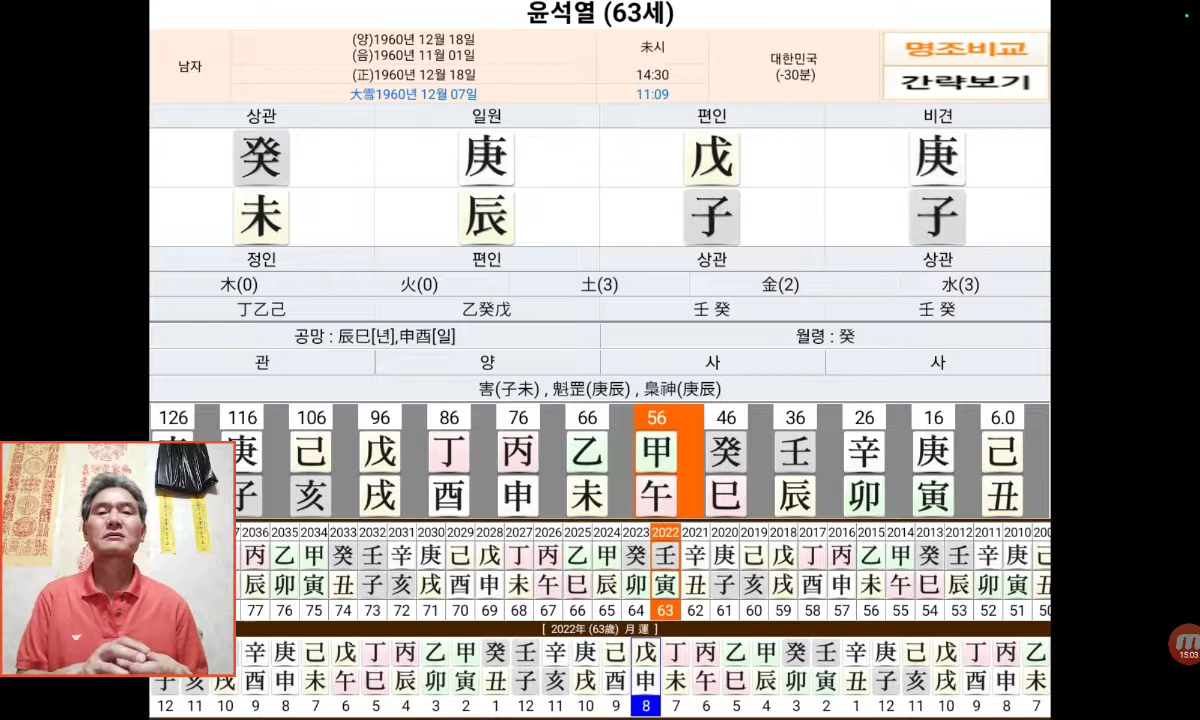 윤석열 (63세)
남자
(양)1960년 12월 18일
(음)1960년 11월 01일
(正)1960년 12월 18일
大雪1960년 12월 07일
未시
14:30
11:09
대한민국
(-30분)
명조비교
간략보기
상관 일원 편인 비견
癸 庚 戊 庚
未 辰 子 子
정인 편인 상관 상관
木(0) 火(0) 土(3) 金(2) 水(3)
丁乙己 乙癸戊 壬 癸 壬 癸
공망 : 辰巳[년],申酉[일] 월령 : 癸
관 양 사 사
害(子未) , 魁罡(庚辰) , 梟神(庚辰)
126 116 106 96 86 76 66 56 46 36 26 16 6.0
庚 己 戊 丁 丙 乙 甲 癸 壬 辛 庚 己
子 亥 戌 酉 申 未 午 巳 辰 卯 寅 丑
2036 2035 2034 2033 2032 2031 2030 2029 2028 2027 2026 2025 2024 2023 2022 2021 2020 2019 2018 2017 2016 2015 2014 2013 2012 2011 2010
丙 乙 甲 癸 壬 辛 庚 己 戊 丁 丙 乙 甲 癸 壬 辛 庚 己 戊 丁 丙 乙 甲 癸 壬 辛 庚
辰 卯 寅 丑 子 亥 戌 酉 申 未 午 巳 辰 卯 寅 丑 子 亥 戌 酉 申 未 午 巳 辰 卯 寅 丑
77 76 75 74 73 72 71 70 69 68 67 66 65 64 63 62 61 60 59 58 57 56 55 54 53 52 51 50
[ 2022年 (63歲) 月 運 ]
辛 庚 己 戊 丁 丙 乙 甲 癸 壬 辛 庚 己 戊 丁 丙 乙 甲 癸 壬 辛 庚 己 戊 丁 丙 乙
子 亥 戌 酉 申 未 午 巳 辰 卯 寅 丑 子 亥 戌 酉 申 未 午 巳 辰 卯 寅 丑 子 亥 戌 酉 申 未
12 11 10 9 8 7 6 5 4 3 2 1 12 11 10 9 8 7 6 5 4 3 2 1 12 11 10 9 8 7
15:03